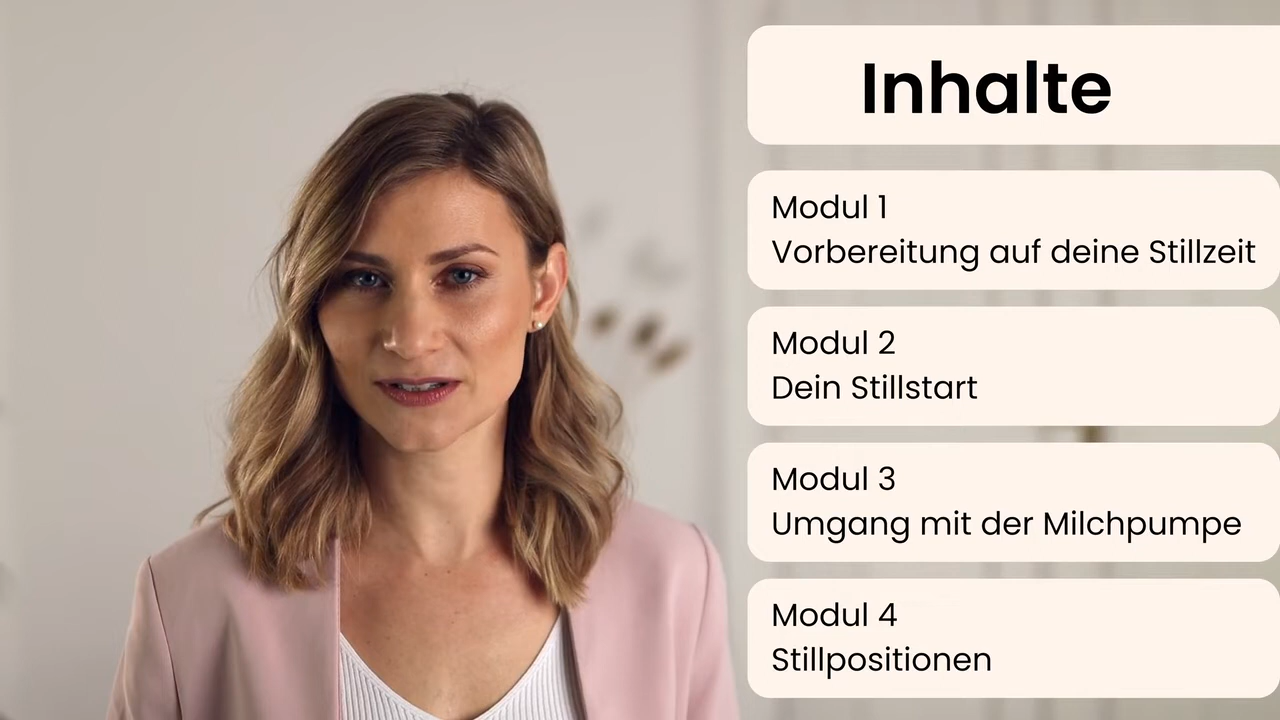 Inhalte
Modul 1
Vorbereitung auf deine Stillzeit
Modul 2
Dein Stillstart
Modul 3
Umgang mit der Milchpumpe
Modul 4
Stillpositionen